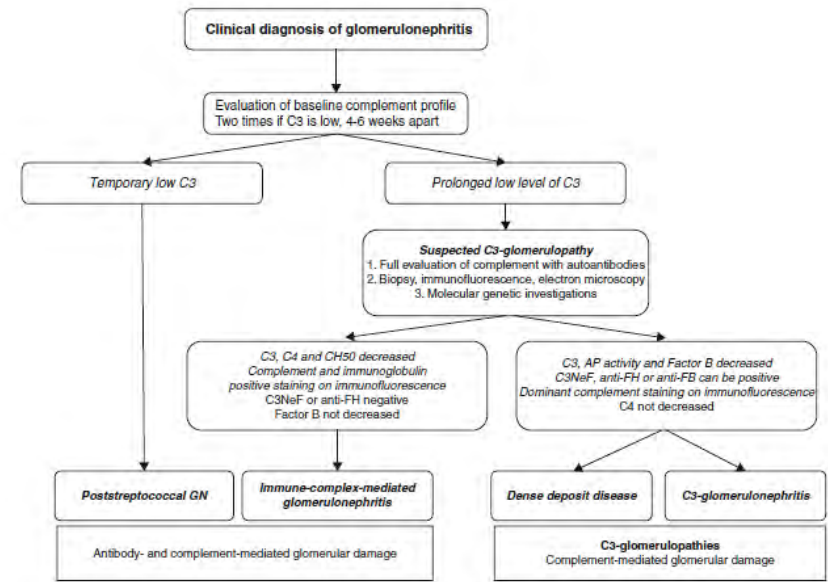 Clinical diagnosis of glomerulonephritis
Evaluation of baseline complement profile
Two times if C3 is low, 4-6 weeks apart
Temporary low C3
Prolonged low level of C3
Suspected C3-glomerulopathy
1. Full evaluation of complement with autoantibodies
2. Biopsy, immunofluorescence, electron microscopy
3. Molecular genetic investigations
C3, C4 and CH50 decreased
Complement and immunoglobulin
positive staining on immunofluorescence
C3NeF or anti-FH negative
Factor B not decreased
C3, AP activity and Factor B decreased
C3NeF, anti-FH or anti-FB can be positive
Dominant complement staining on immunofluorescence
C4 not decreased
Poststreptococcal GN
Immune-complex-mediated
glomerulonephritis
Dense deposit disease
C3-glomerulonephritis
Antibody- and complement-mediated glomerular damage
C3-glomerulopathies
Complement-mediated glomerular damage